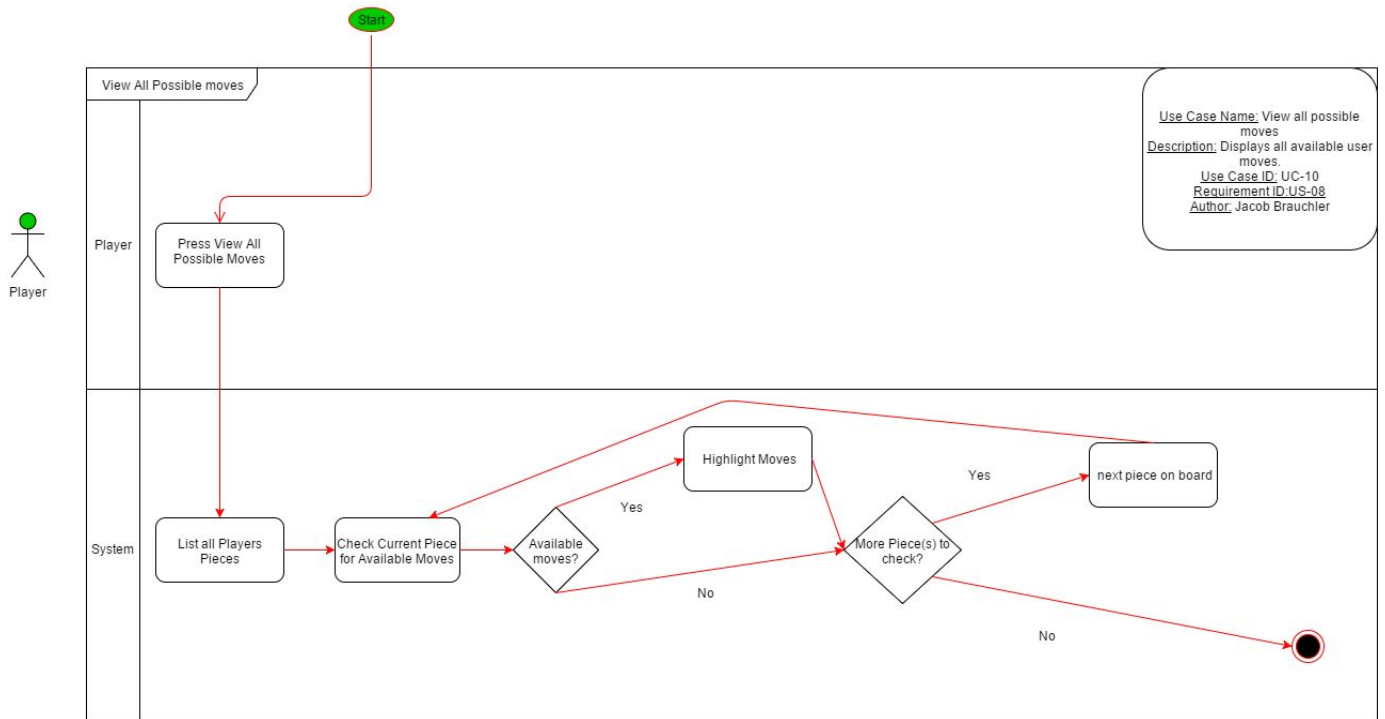 Start
View All Possible moves
Use Case Name: View all possible
moves
Description: Displays all available user
moves.
Use Case ID: UC-10
Requirement ID:US-08
Author: Jacob Brauchler
Player
Player
Press View All
Possible Moves
System
List all Players
Pieces
Check Current Piece
for Available Moves
Available
moves?
Yes
No
Highlight Moves
More Piece(s) to
check?
Yes
No
next piece on board